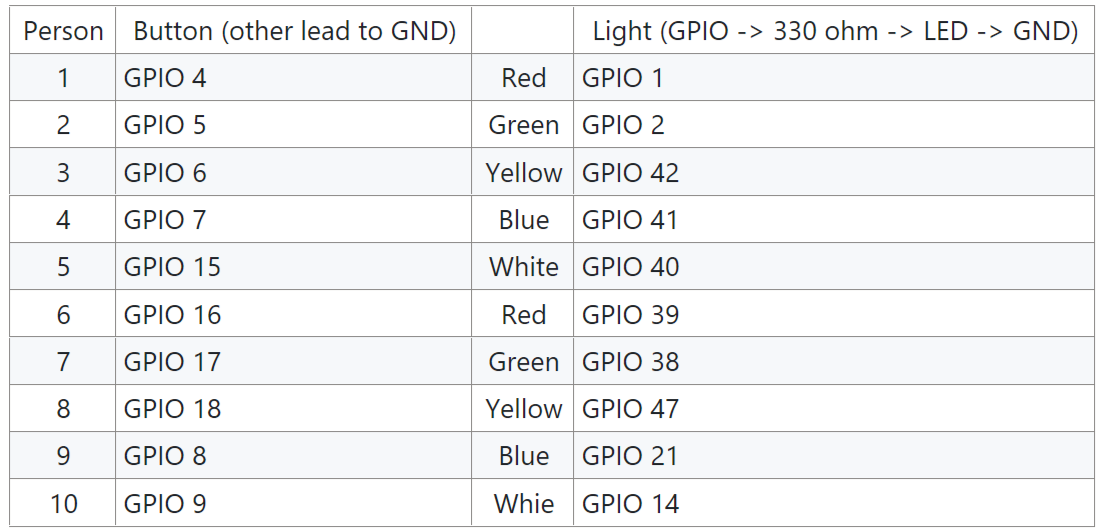 Person Button (other lead to GND) Light (GPIO -> 330 ohm -> LED -> GND)
1 GPIO 4 Red GPIO 1
2 GPIO 5 Green GPIO 2
3 GPIO 6 Yellow GPIO 42
4 GPIO 7 Blue GPIO 41
5 GPIO 15 White GPIO 40
6 GPIO 16 Red GPIO 39
7 GPIO 17 Green GPIO 38
8 GPIO 18 Yellow GPIO 47
9 GPIO 8 Blue GPIO 21
10 GPIO 9 Whie GPIO 14